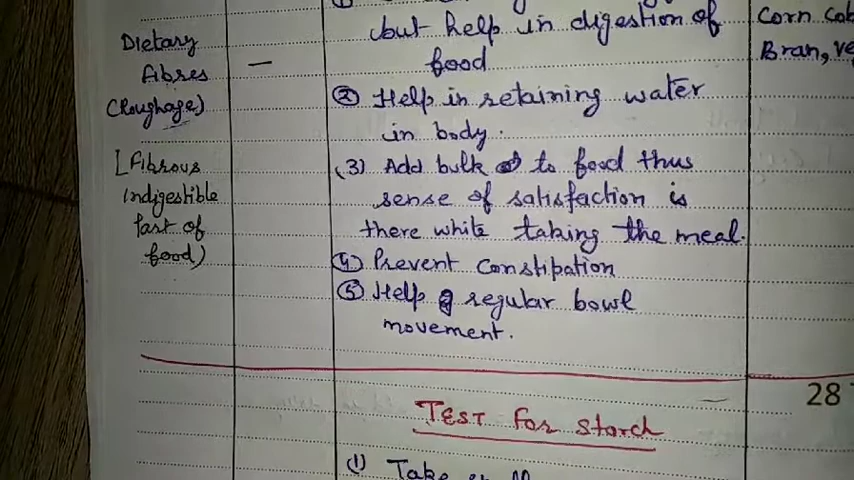 but help in digestion of
food
Corn cob
Bran, ve
Dietary
Fibres
(Roughage)
[Fibrous
indigestible
part of
food)
—
② Help in retaining water
in body.
(3) Add bulk to food thus
sense of satisfaction is
there white taking the meal.
④ Prevent Constipation
⑤ Help regular bowl
movement.
28
TEST for starch
(1) Take